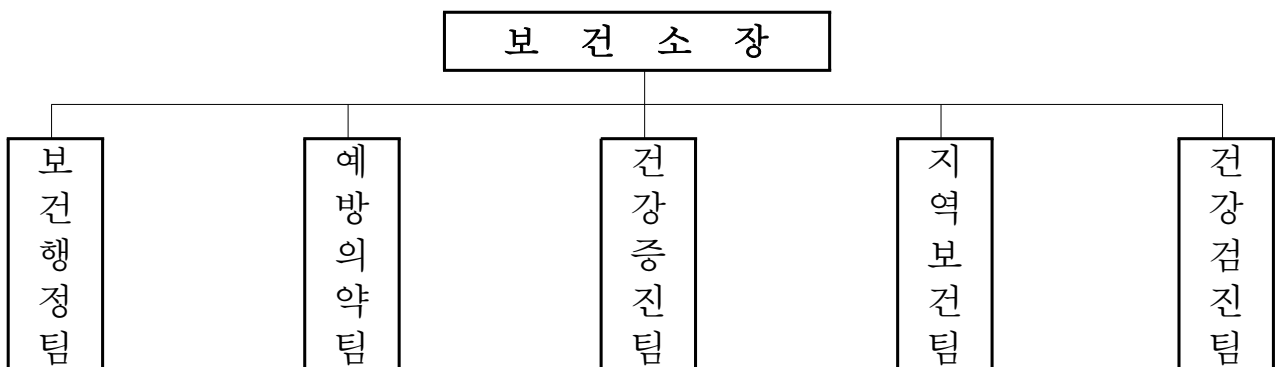 보 건 소 장
보건행정팀
예방의약팀
건강증진팀
지역보건팀
건강검진팀